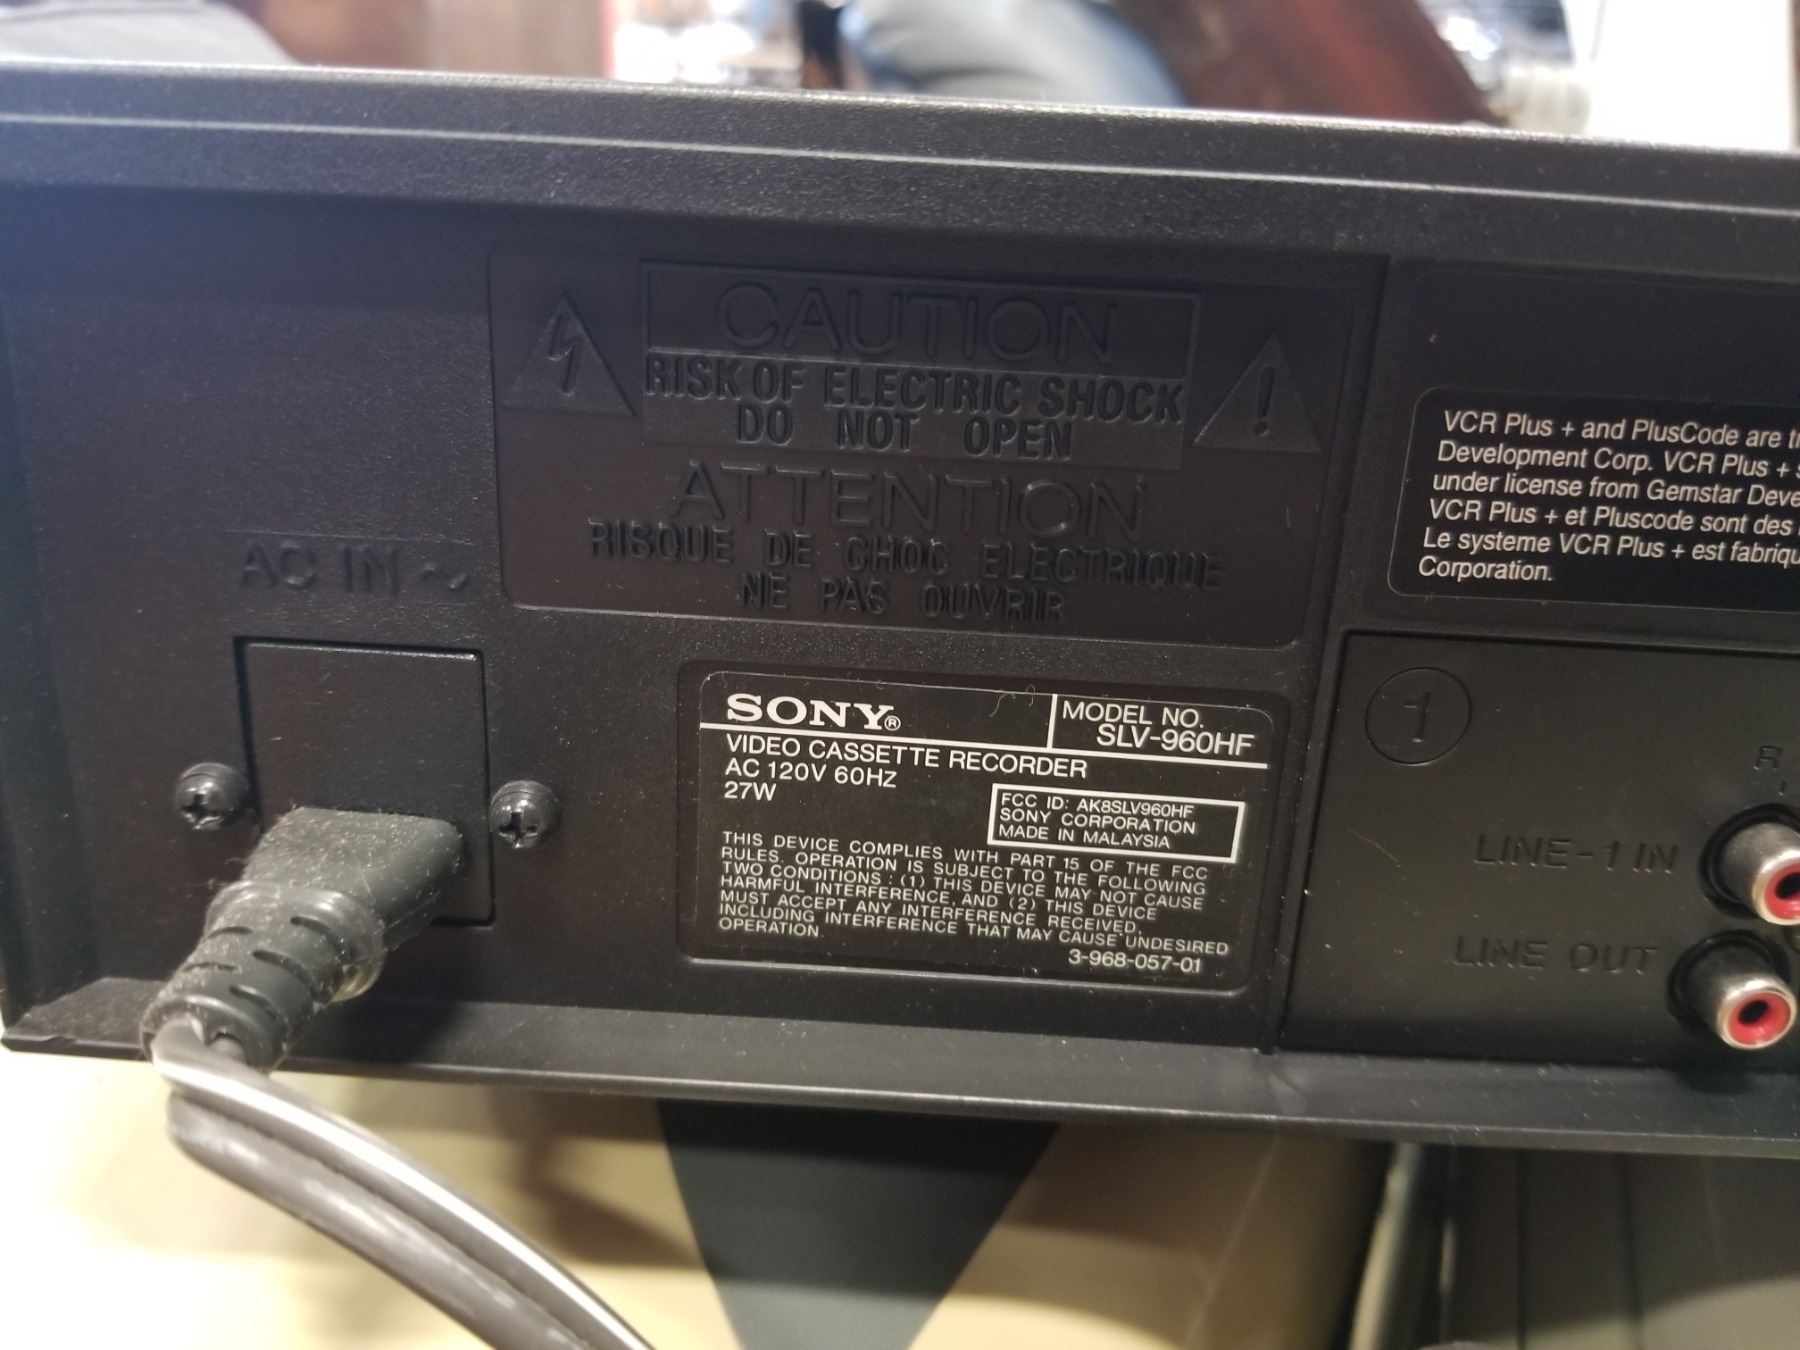 CAUTION
RISK OF ELECTRIC SHOCK
DO NOT OPEN
ATTENTION
RISQUE DE CHOC ELECTRIQUE
NE PAS OUVRIR
AC IN ~
VCR Plus + and PlusCode are
Development Corp. VCR Plus +
under license from Gemstar
VCR Plus + et Pluscode sont des
Le systeme VCR Plus + est
Corporation.
SONY®
MODEL NO.
SLV-960HF
VIDEO CASSETTE RECORDER
AC 120V 60HZ
27W
FCC ID: AK8SLV960HF
SONY CORPORATION
MADE IN MALAYSIA
THIS DEVICE COMPLIES WITH PART 15 OF THE FCC
RULES. OPERATION IS SUBJECT TO THE FOLLOWING
TWO CONDITIONS : (1) THIS DEVICE MAY NOT CAUSE
HARMFUL INTERFERENCE, AND (2) THIS DEVICE
MUST ACCEPT ANY INTERFERENCE RECEIVED,
INCLUDING INTERFERENCE THAT MAY CAUSE UNDESIRED
OPERATION.
3-968-057-01
1
R
LINE-1 IN
LINE OUT